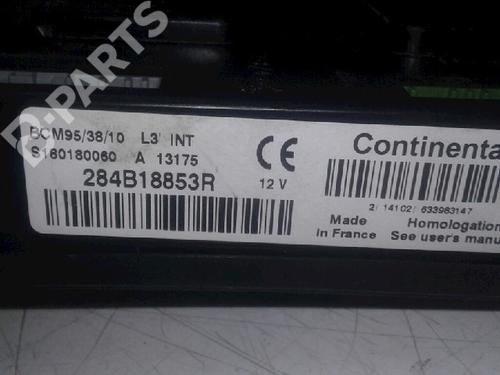 B-PARTS
BCM95/38/10 L3' INT
S180180060 A 13175
284B18853R
12 V
CE
Continenta
2/ 14102/ 633983147
Made
in France
Homologation
See user's manu